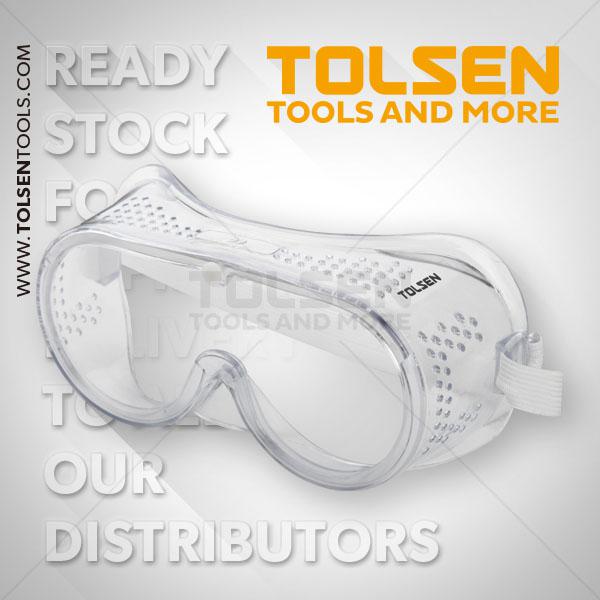 www.TOLSENTOOLS.COM
READY
STOCK
TOLSEN
TOOLS AND MORE
TOLSEN
TOLSEN
TOOLS AND MORE
OUR
DISTRIBUTORS